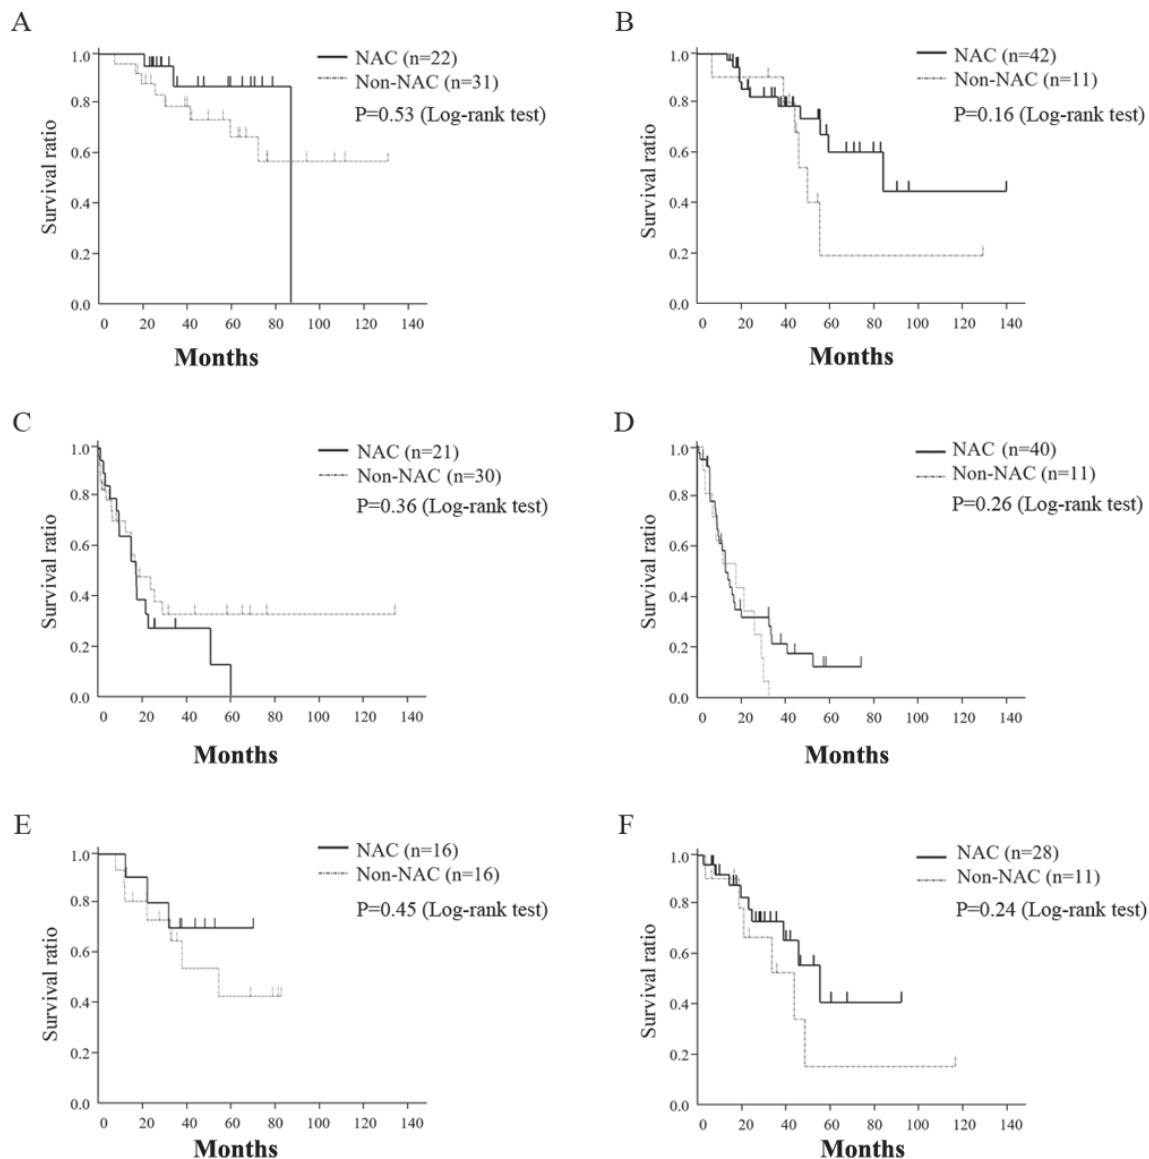 A
1.0
0.8
0.6
0.4
0.2
0.0
Survival ratio
0 20 40 60 80 100 120 140
Months
NAC (n=22)
Non-NAC (n=31)
P=0.53 (Log-rank test)
B
1.0
0.8
0.6
0.4
0.2
0.0
Survival ratio
0 20 40 60 80 100 120 140
Months
NAC (n=42)
Non-NAC (n=11)
P=0.16 (Log-rank test)
C
1.0
0.8
0.6
0.4
0.2
0.0
Survival ratio
0 20 40 60 80 100 120 140
Months
NAC (n=21)
Non-NAC (n=30)
P=0.36 (Log-rank test)
D
1.0
0.8
0.6
0.4
0.2
0.0
Survival ratio
0 20 40 60 80 100 120 140
Months
NAC (n=40)
Non-NAC (n=11)
P=0.26 (Log-rank test)
E
1.0
0.8
0.6
0.4
0.2
0.0
Survival ratio
0 20 40 60 80 100 120 140
Months
NAC (n=16)
Non-NAC (n=16)
P=0.45 (Log-rank test)
F
1.0
0.8
0.6
0.4
0.2
0.0
Survival ratio
0 20 40 60 80 100 120 140
Months
NAC (n=28)
Non-NAC (n=11)
P=0.24 (Log-rank test)